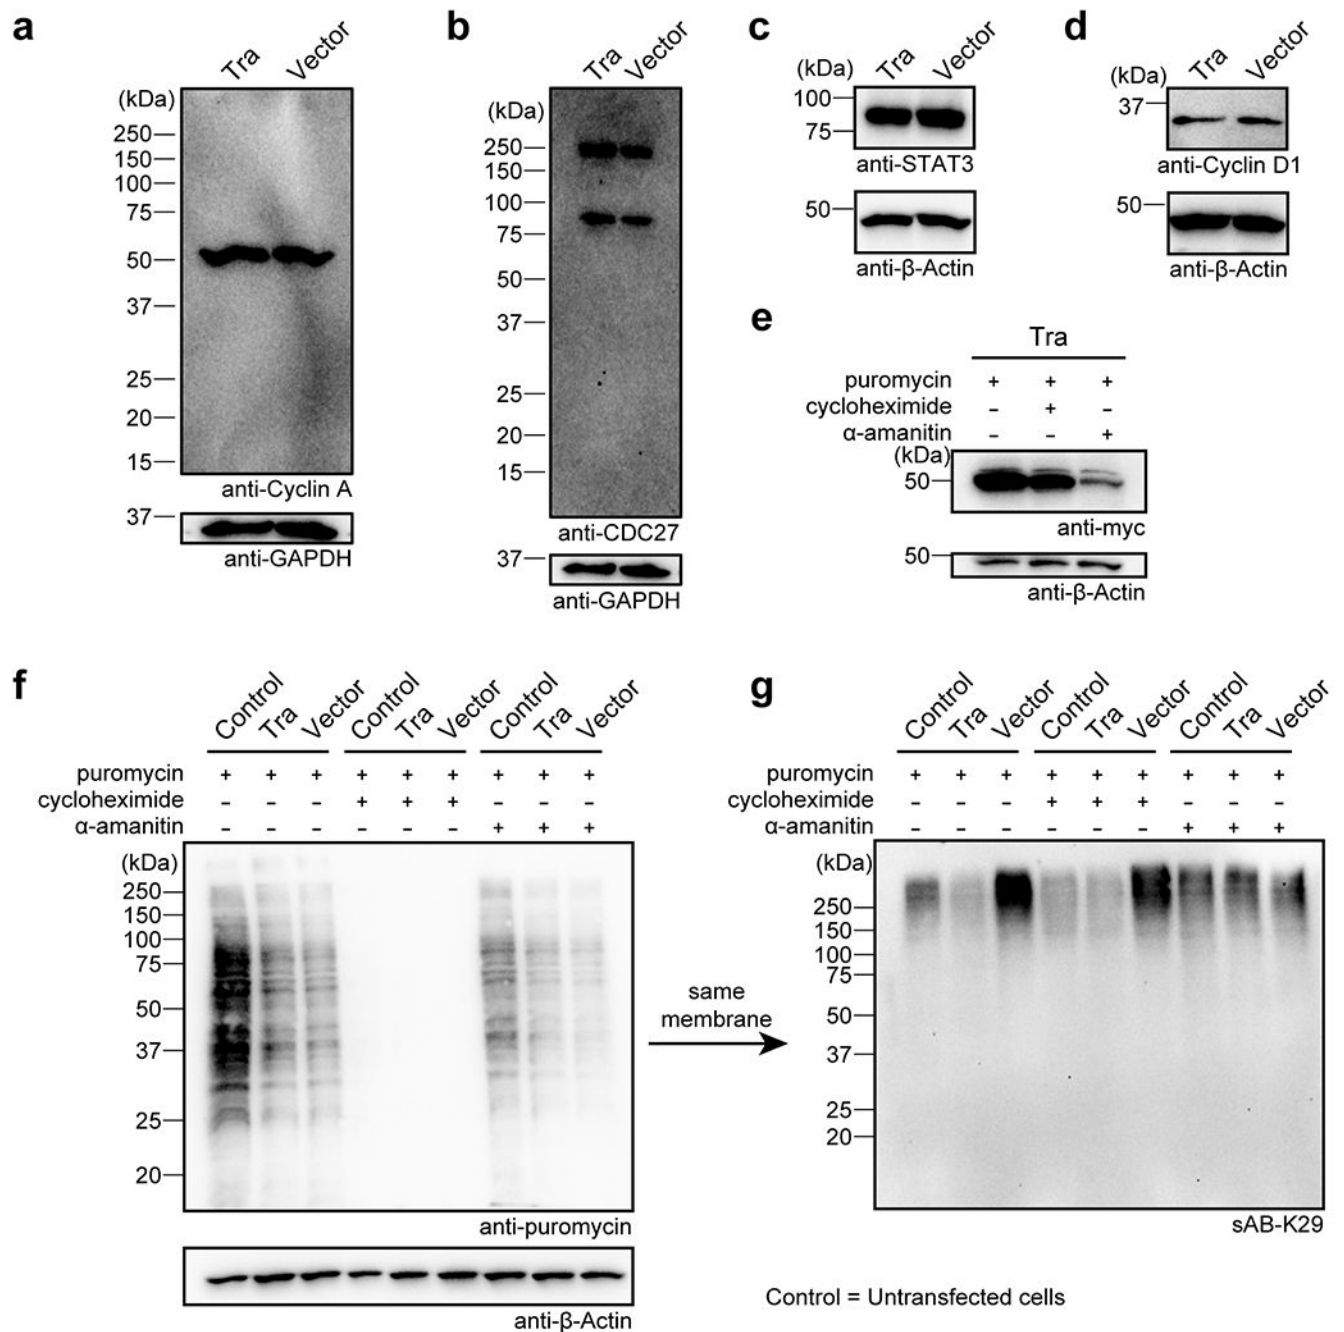 a
Tra Vector
(kDa)
250
150
100
75
50
37
25
20
15
anti-Cyclin A
37
anti-GAPDH
b
Tra Vector
(kDa)
250
150
100
75
50
37
25
20
15
anti-CDC27
37
anti-GAPDH
c
Tra Vector
(kDa)
100
75
anti-STAT3
50
anti-β-Actin
d
Tra Vector
(kDa)
37
anti-Cyclin D1
50
anti-β-Actin
e
Tra
puromycin + + +
cycloheximide – + –
α-amanitin – – +
(kDa)
50
anti-myc
50
anti-β-Actin
f
Control Tra Vector Control Tra Vector Control Tra Vector
puromycin + + + + + + + + +
cycloheximide – – – + + + – – –
α-amanitin – – – – – – + + +
(kDa)
250
150
100
75
50
37
25
20
anti-puromycin
anti-β-Actin
same
membrane
g
Control Tra Vector Control Tra Vector Control Tra Vector
puromycin + + + + + + + + +
cycloheximide – – – + + + – – –
α-amanitin – – – – – – + + +
(kDa)
250
150
100
75
50
37
25
20
sAB-K29
Control = Untransfected cells